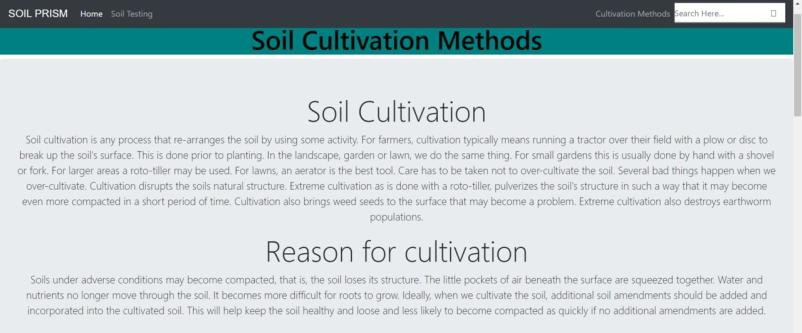 SOIL PRISM Home Soil Testing Cultivation Methods Search Here...
Soil Cultivation Methods
Soil Cultivation
Soil cultivation is any process that re-arranges the soil by using some activity. For farmers, cultivation typically means running a tractor over their field with a plow or disc to
break up the soil's surface. This is done prior to planting. In the landscape, garden or lawn, we do the same thing. For small gardens this is usually done by hand with a shovel
or fork. For larger areas a roto-tiller may be used. For lawns, an aerator is the best tool. Care has to be taken not to over-cultivate the soil. Several bad things happen when we
over-cultivate. Cultivation disrupts the soils natural structure. Extreme cultivation as is done with a roto-tiller, pulverizes the soil's structure in such a way that it may become
even more compacted in a short period of time. Cultivation also brings weed seeds to the surface that may become a problem. Extreme cultivation also destroys earthworm
populations.
Reason for cultivation
Soils under adverse conditions may become compacted, that is, the soil loses its structure. The little pockets of air beneath the surface are squeezed together. Water and
nutrients no longer move through the soil. It becomes more difficult for roots to grow. Ideally, when we cultivate the soil, additional soil amendments should be added and
incorporated into the cultivated soil. This will help keep the soil healthy and loose and less likely to become compacted as quickly if no additional amendments are added.